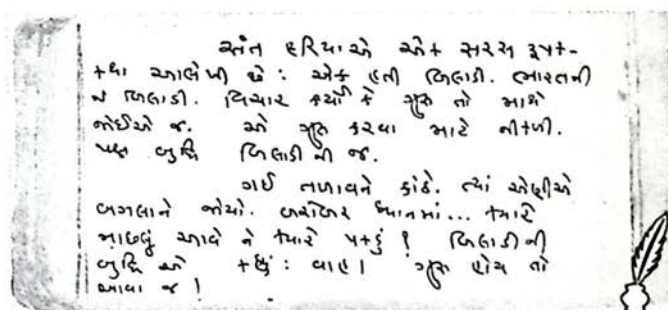 સંત હરિયાએ એક સરસ રૂપક-
કથા આલેખી છે : એક હતી બિલાડી. ભારતની
જ બિલાડી. વિચાર કર્યો કે ગુરુ તો માથે
જોઈએ જ. એ ગુરુ કરવા માટે નીકળી.
પણ બુદ્ધિ બિલાડી ની જ.
ગઈ તળાવને કાંઠે. ત્યાં એણીએ
બગલાને જોયો. બરોબર ધ્યાનમાં... ક્યારે
માછલું આવે ને ક્યારે પકડું ! બિલાડીની
બુદ્ધિ એ કહ્યું : વાહ ! ગુરુ હોય તો
આવા જ !